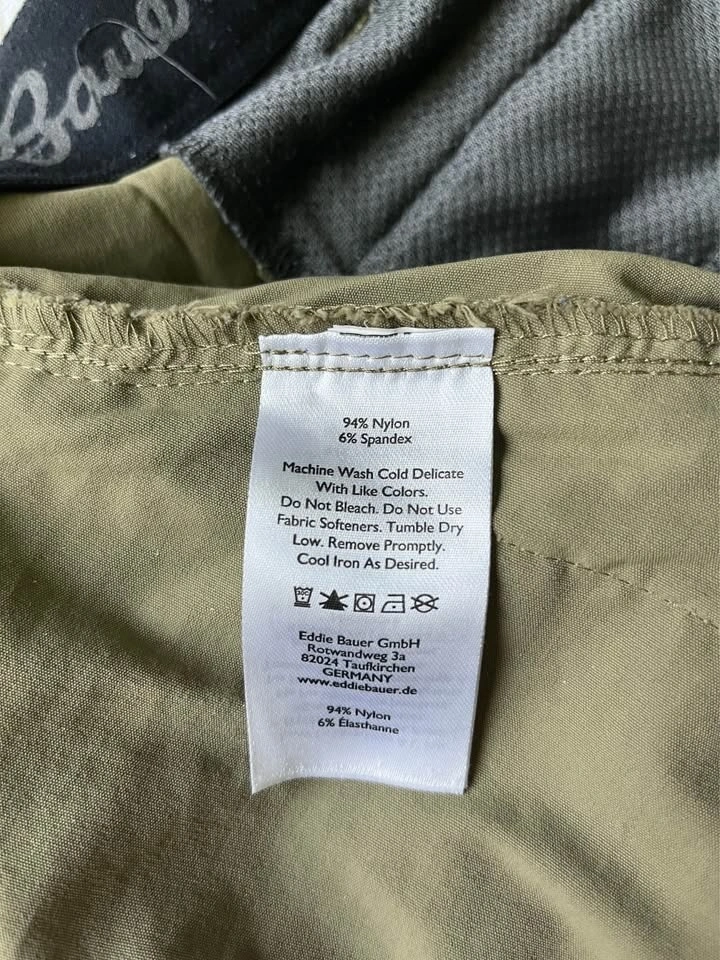 Bauer
94% Nylon
6% Spandex
Machine Wash Cold Delicate
With Like Colors.
Do Not Bleach. Do Not Use
Fabric Softeners. Tumble Dry
Low. Remove Promptly.
Cool Iron As Desired.
Eddie Bauer GmbH
Rotwandweg 3a
82024 Taufkirchen
GERMANY
www.eddiebauer.de
94% Nylon
6% Élasthanne